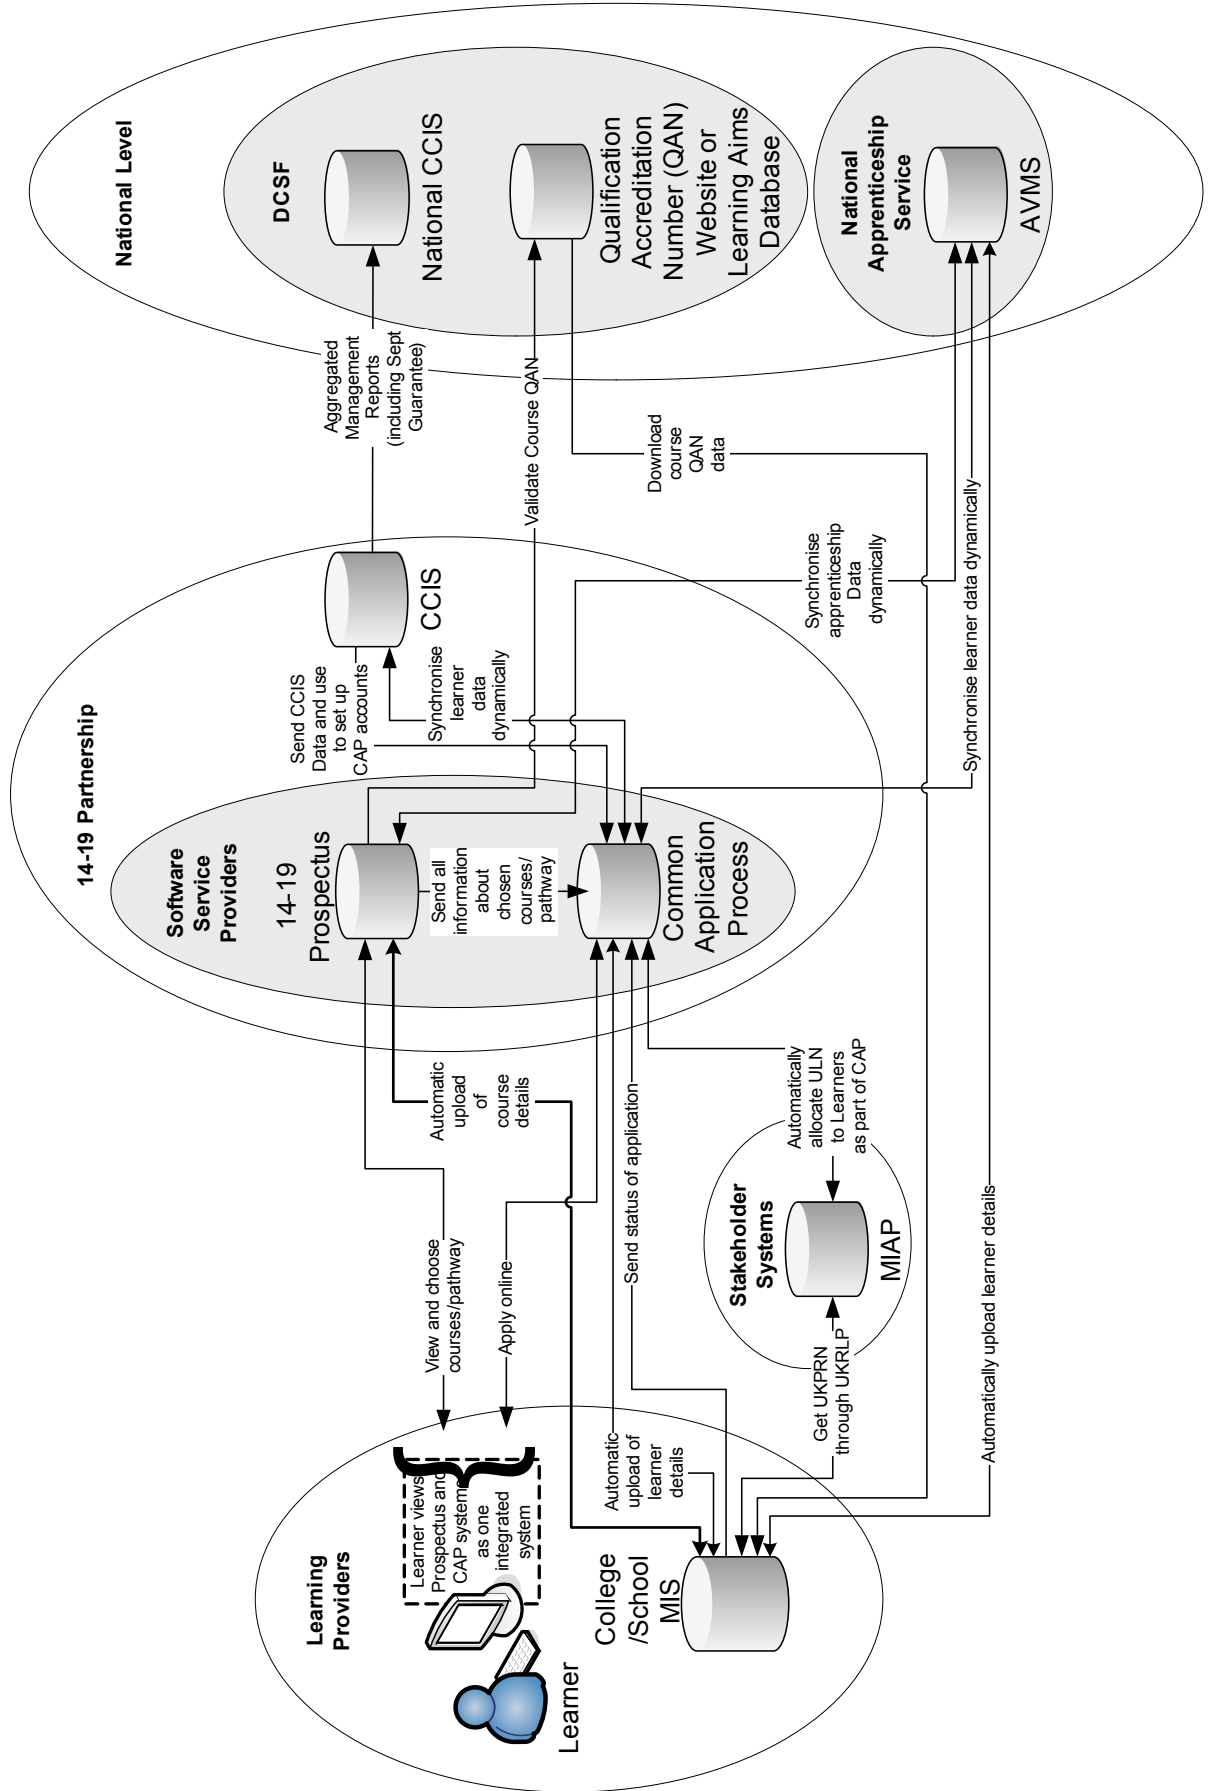 National Level
DCSF
National CCIS
Qualification
Accreditation
Number (QAN)
Website or
Learning Aims
Database
National
Apprenticeship
Service
AVMS
Aggregated
Management
Reports
(including Sept
Guarantee)
Validate Course QAN
Download
course
QAN
data
Synchronise
apprenticeship
Data
dynamically
Synchronise learner data dynamically
14-19 Partnership
CCIS
Send CCIS
Data and use
to set up
CAP accounts
Synchronise
learner
data
dynamically
Software
Service
Providers
14-19
Prospectus
Send all
information
about
chosen
courses/
pathway
Common
Application
Process
Automatic
upload
of
course
details
View and choose
courses/pathway
Apply online
Send status of application
Automatically
allocate ULN
to Learners
as part of CAP
Stakeholder
Systems
MIAP
Get UKPRN
through UKRLP
Automatically upload learner details
Learning
Providers
Learner views
Prospectus and
CAP systems
as one
integrated
system
Learner
Automatic
upload of
learner
details
College
/School
MIS